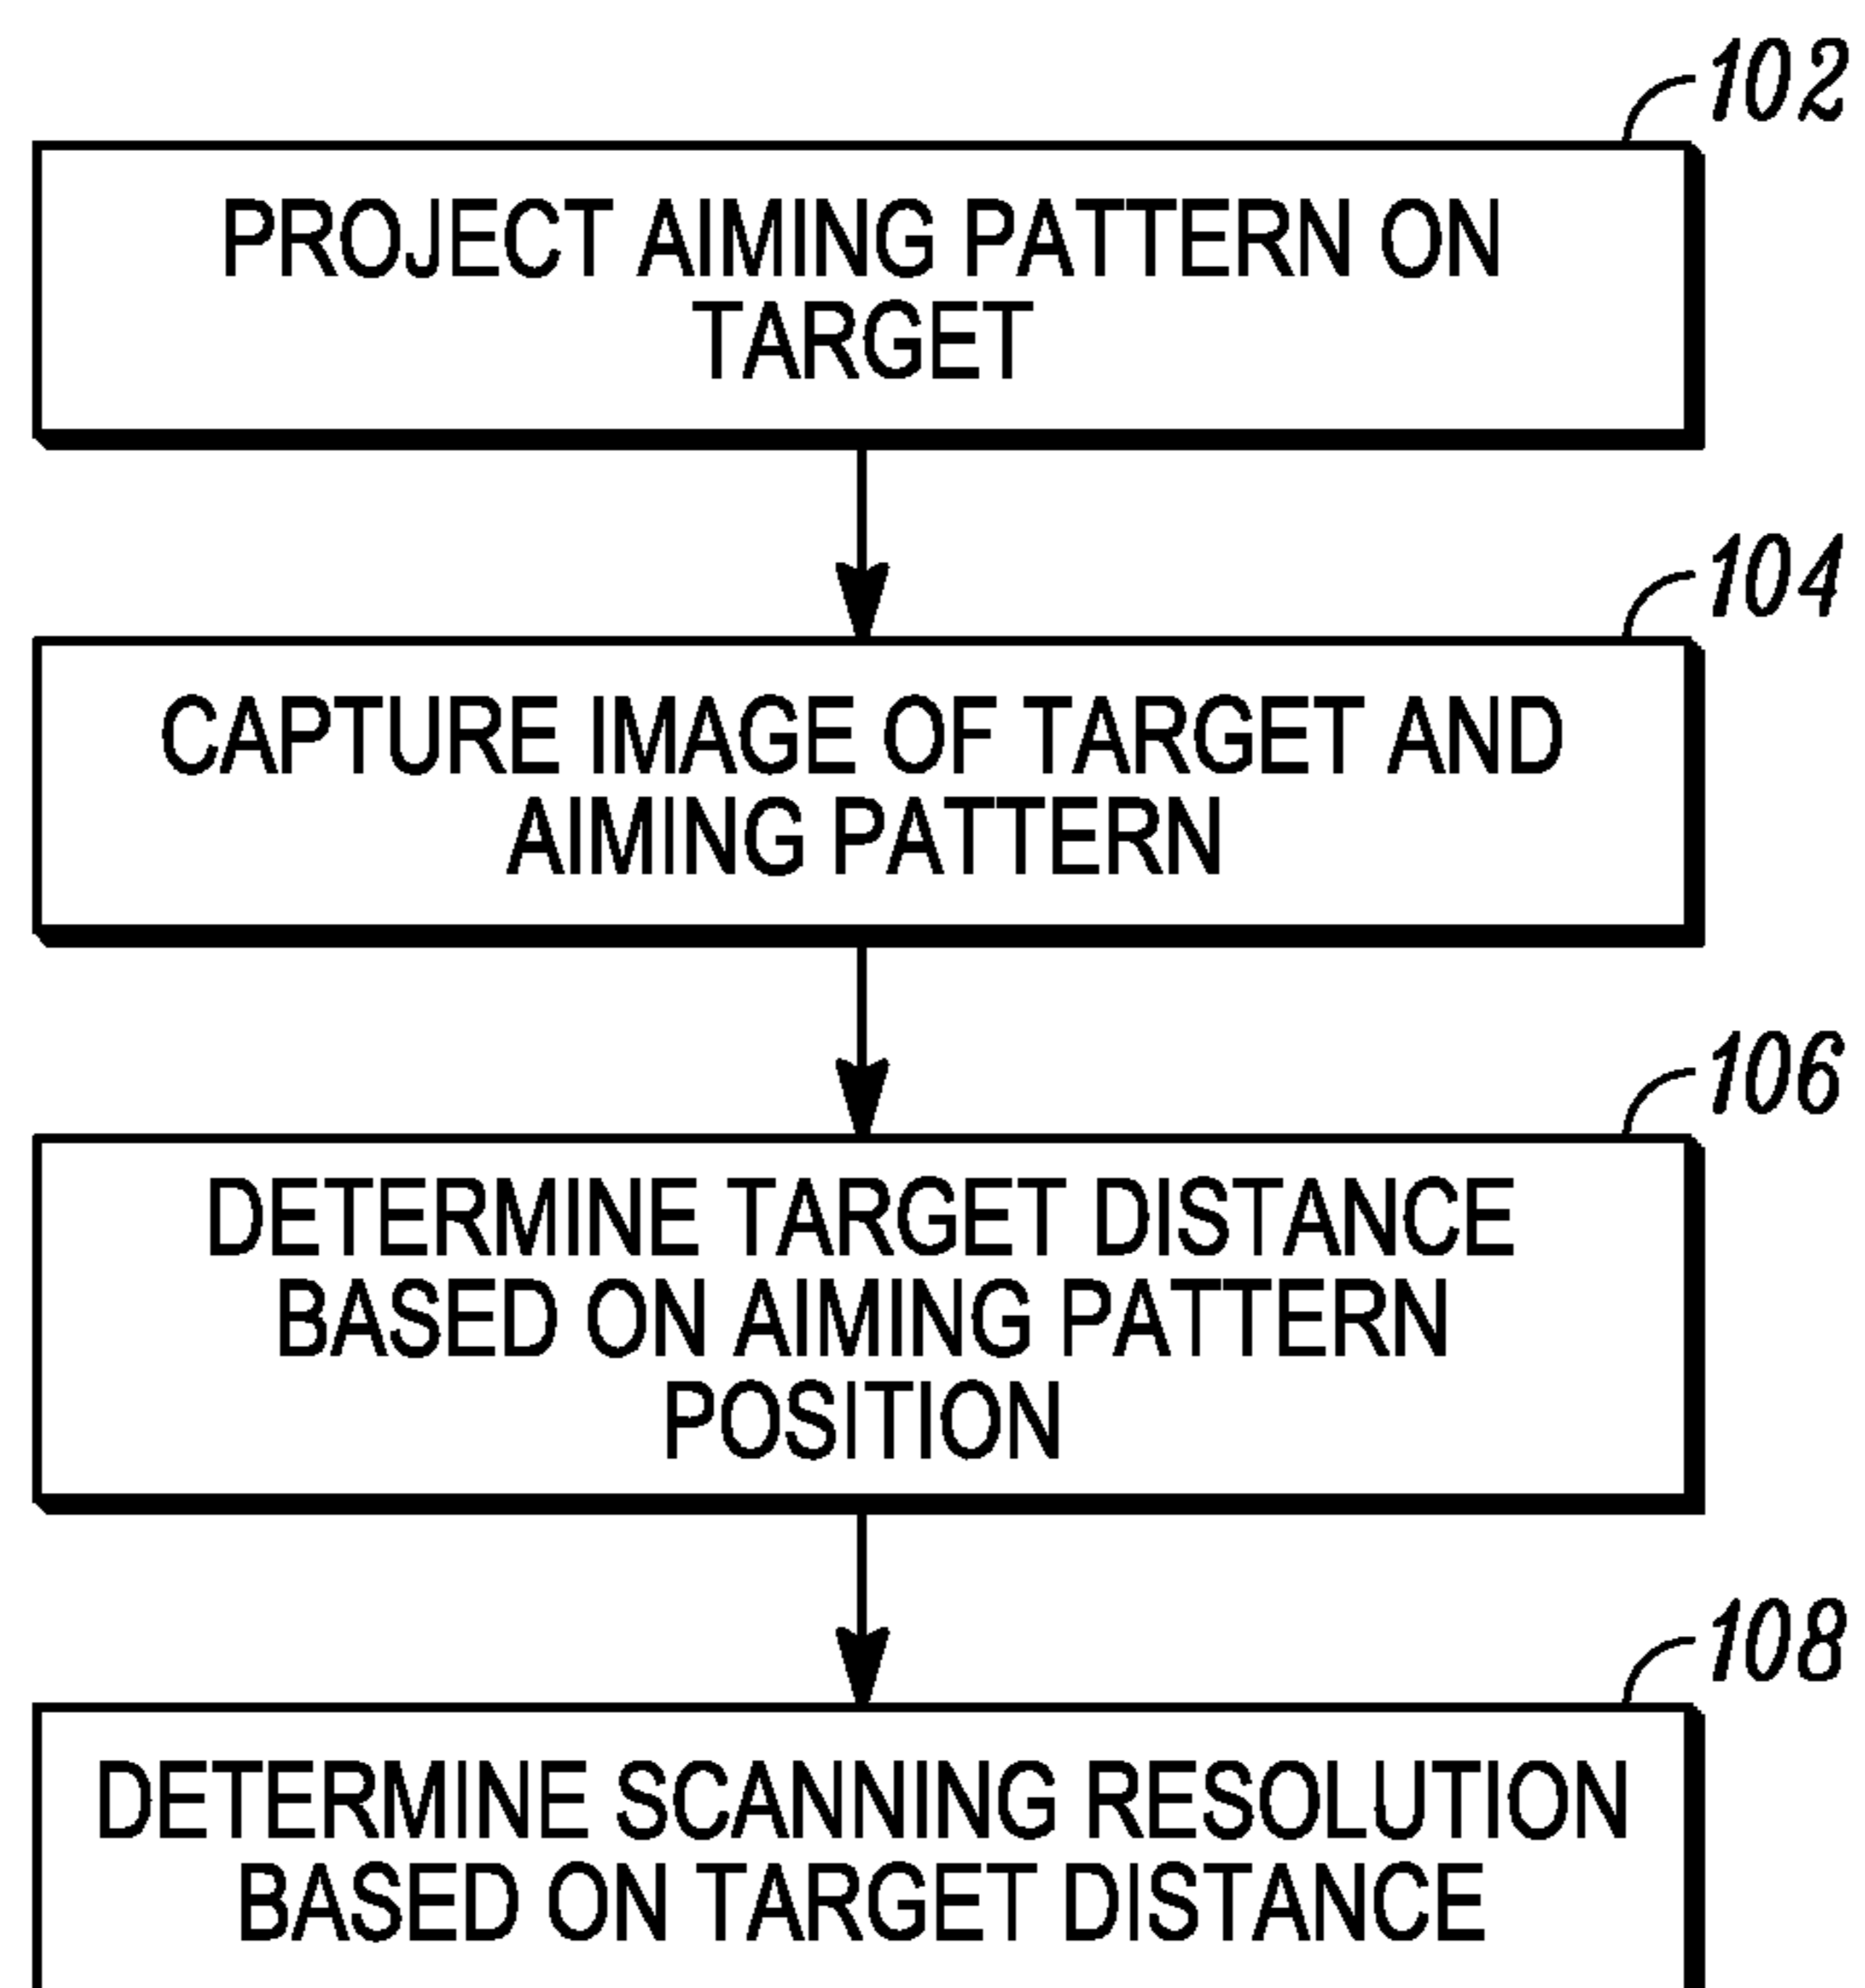 102
PROJECT AIMING PATTERN ON
TARGET
104
CAPTURE IMAGE OF TARGET AND
AIMING PATTERN
106
DETERMINE TARGET DISTANCE
BASED ON AIMING PATTERN
POSITION
108
DETERMINE SCANNING RESOLUTION
BASED ON TARGET DISTANCE